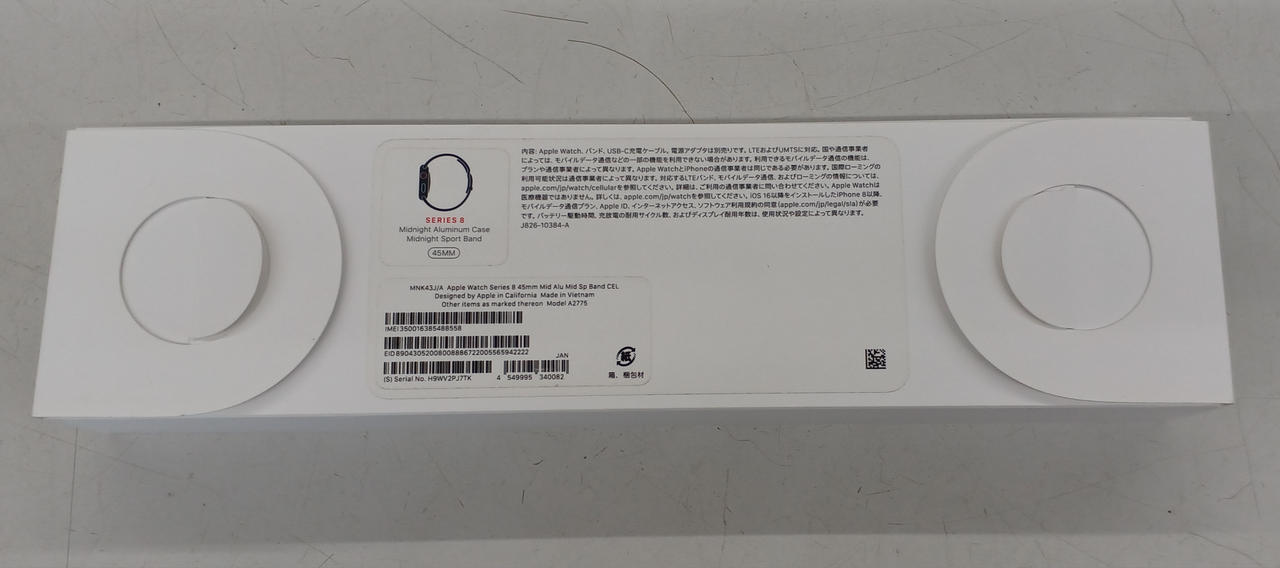 SERIES 8
Midnight Aluminum Case
Midnight Sport Band
45MM
内容: Apple Watch、バンド、USB-C充電ケーブル。電源アダプタは別売りです。LTEおよびUMTSに対応。国や通信事業者
によっては、モバイルデータ通信などの一部の機能を利用できない場合があります。利用できるモバイルデータ通信の機能は、
プランや通信事業者によって異なります。Apple WatchとiPhoneの通信事業者は同じである必要があります。国際ローミングの
利用可能状況は通信事業者によって異なります。対応するLTEバンド、モバイルデータ通信、およびローミングの情報については、
apple.com/jp/watch/cellularを参照してください。詳細は、ご利用の通信事業者に問い合わせてください。Apple Watchは
医療機器ではありません。詳しくは、apple.com/jp/watchを参照してください。iOS 16以降をインストールしたiPhone 8以降、
モバイルデータ通信プラン、Apple ID、インターネットアクセス、ソフトウェア利用規約の同意(apple.com/jp/legal/sla)が必要
です。バッテリー駆動時間、充放電の耐用サイクル数、およびディスプレイ耐用年数は、使用状況や設定によって異なります。
J826-10384-A
MNK43J/A Apple Watch Series 8 45mm Mid Alu Mid Sp Band CEL
Designed by Apple in California Made in Vietnam
Other items as marked thereon Model A2775
IMEI 350016385488558
EID 89043052008008886722005565942222
JAN
(S) Serial No. H9WV2PJ7TK
4 549995 340082
紙
箱、梱包材